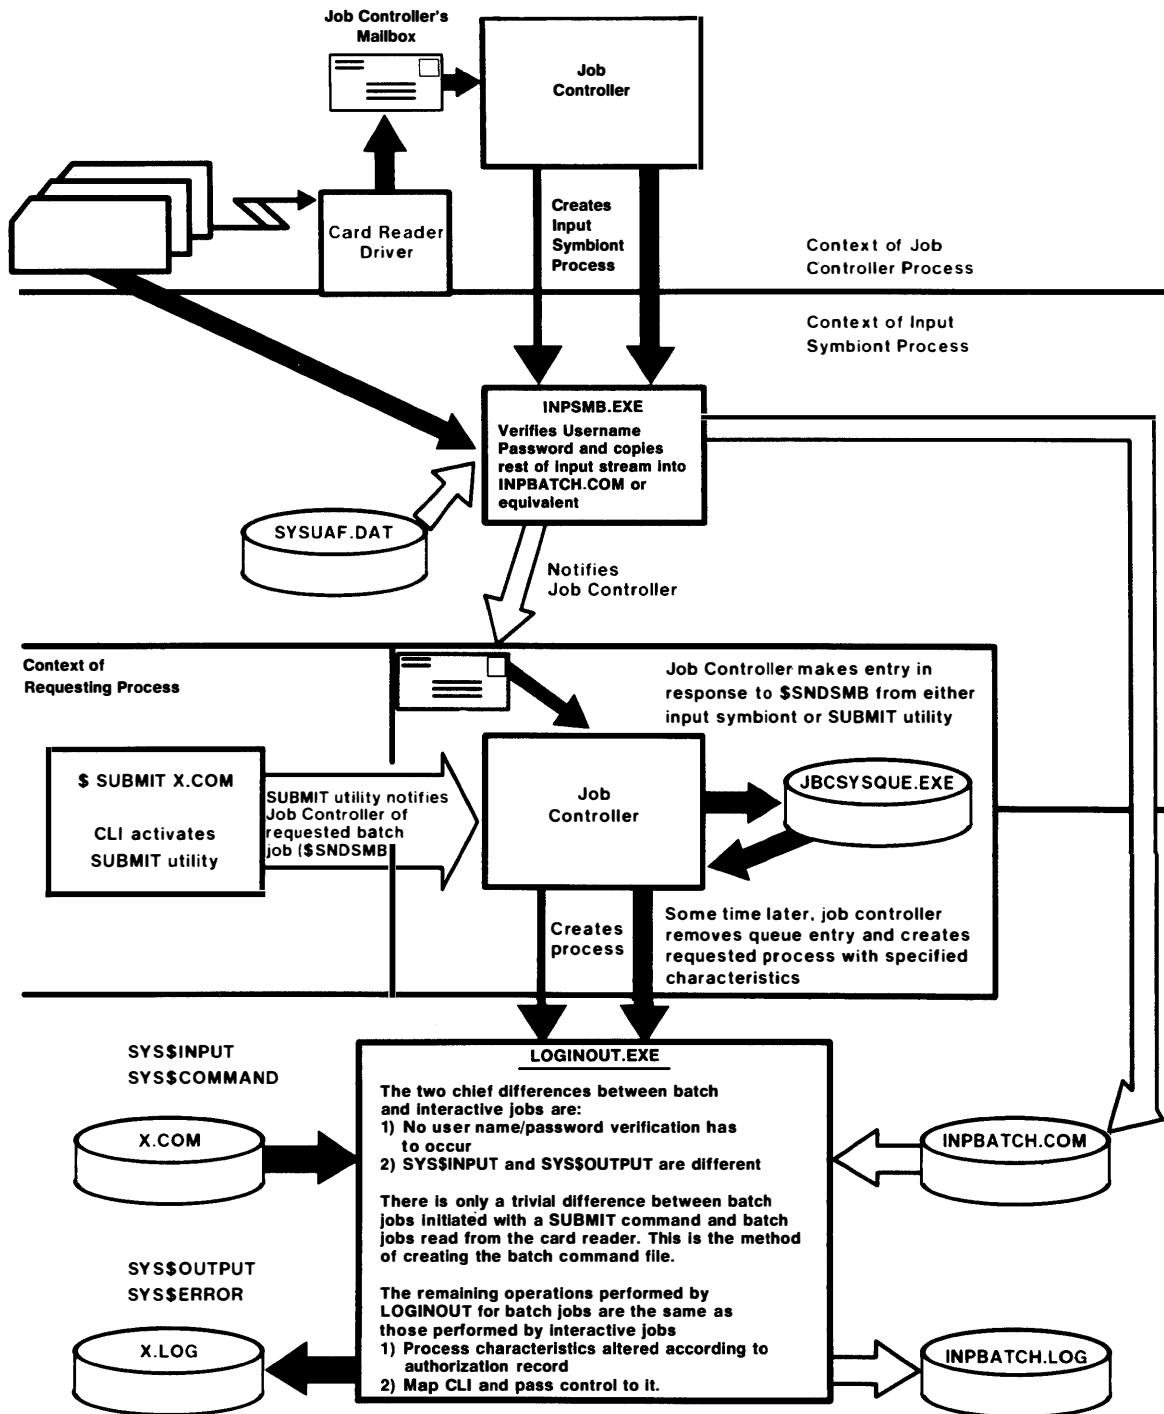 Job Controller's
Mailbox
Job
Controller
Card Reader
Driver
Creates
Input
Symbiont
Process
Context of Job
Controller Process
Context of Input
Symbiont Process
INPSMB.EXE
Verifies Username
Password and copies
rest of input stream into
INPBATCH.COM or
equivalent
SYSUAF.DAT
Notifies
Job Controller
Context of
Requesting Process
Job Controller makes entry in
response to $SNDSMB from either
input symbiont or SUBMIT utility
$ SUBMIT X.COM
CLI activates
SUBMIT utility
SUBMIT utility notifies
Job Controller of
requested batch
job ($SNDSMB)
Job
Controller
JBCSYSQUE.EXE
Creates
process
Some time later, job controller
removes queue entry and creates
requested process with specified
characteristics
SYS$INPUT
SYS$COMMAND
X.COM
SYS$OUTPUT
SYS$ERROR
X.LOG
LOGINOUT.EXE
The two chief differences between batch
and interactive jobs are:
1) No user name/password verification has
to occur
2) SYS$INPUT and SYS$OUTPUT are different
There is only a trivial difference between batch
jobs initiated with a SUBMIT command and batch
jobs read from the card reader. This is the method
of creating the batch command file.
The remaining operations performed by
LOGINOUT for batch jobs are the same as
those performed by interactive jobs
1) Process characteristics altered according to
authorization record
2) Map CLI and pass control to it.
INPBATCH.COM
INPBATCH.LOG